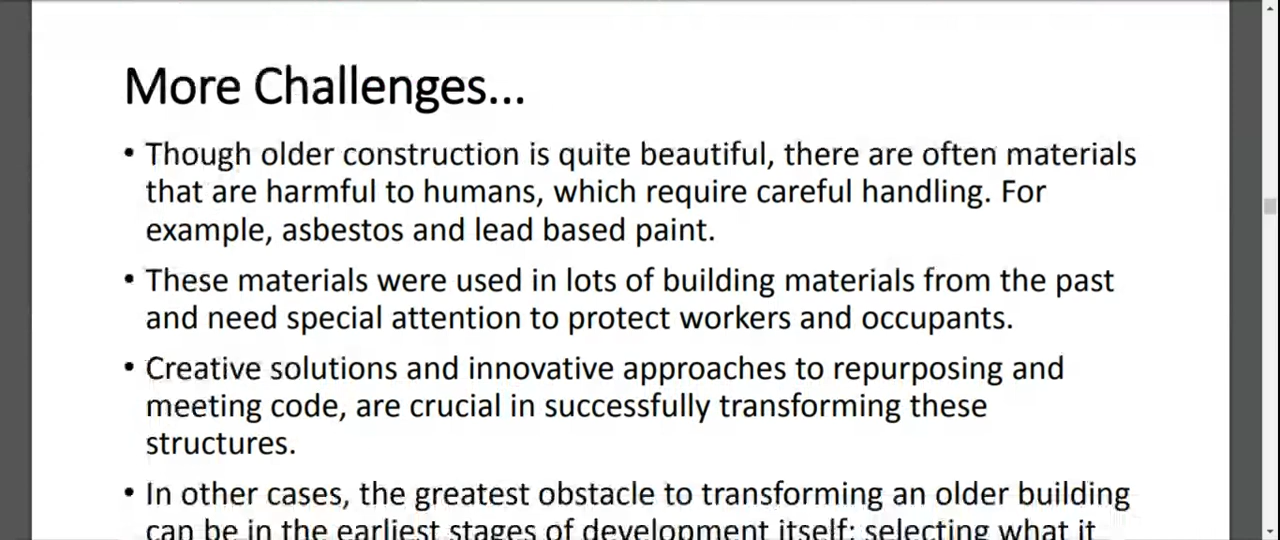 More Challenges...
• Though older construction is quite beautiful, there are often materials
that are harmful to humans, which require careful handling. For
example, asbestos and lead based paint.
• These materials were used in lots of building materials from the past
and need special attention to protect workers and occupants.
• Creative solutions and innovative approaches to repurposing and
meeting code, are crucial in successfully transforming these
structures.
• In other cases, the greatest obstacle to transforming an older building
can be in the earliest stages of development itself: selecting what it